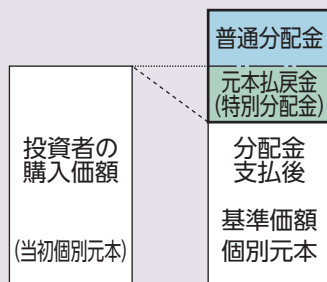 普通分配金
元本払戻金
(特別分配金)
投資者の
購入価額
(当初個別元本)
分配金
支払後
基準価額
個別元本